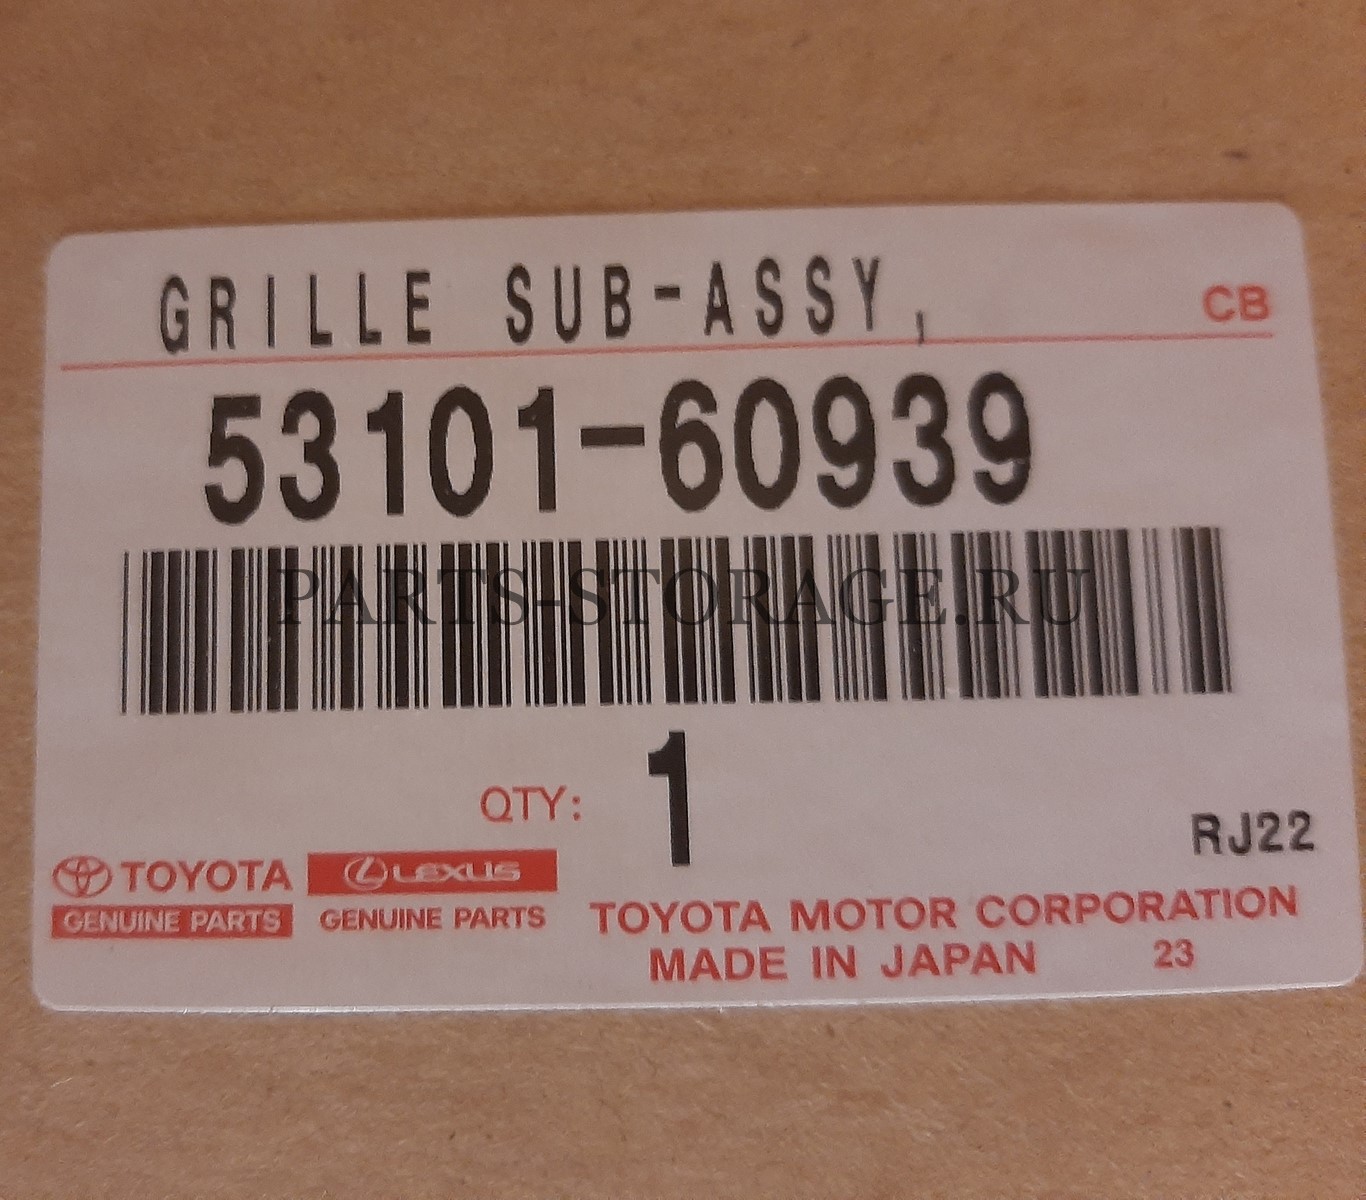 GRILLE SUB-ASSY,
CB
53101-60939
PARTS-STORAGE.RU
QTY: 1
RJ22
TOYOTA LEXUS
GENUINE PARTS GENUINE PARTS
TOYOTA MOTOR CORPORATION
MADE IN JAPAN 23